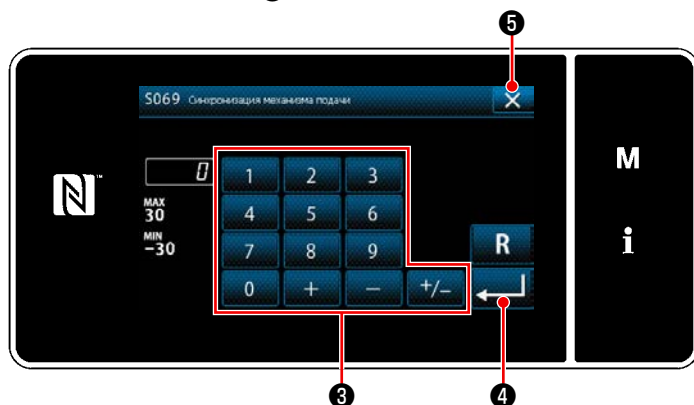 ❺
S069 Синхронизация механизма подачи
X
0
MAX
30
MIN
−30
1 2 3
4 5 6
7 8 9
0 + − +/−
R
M
i
N™
❸ ❹